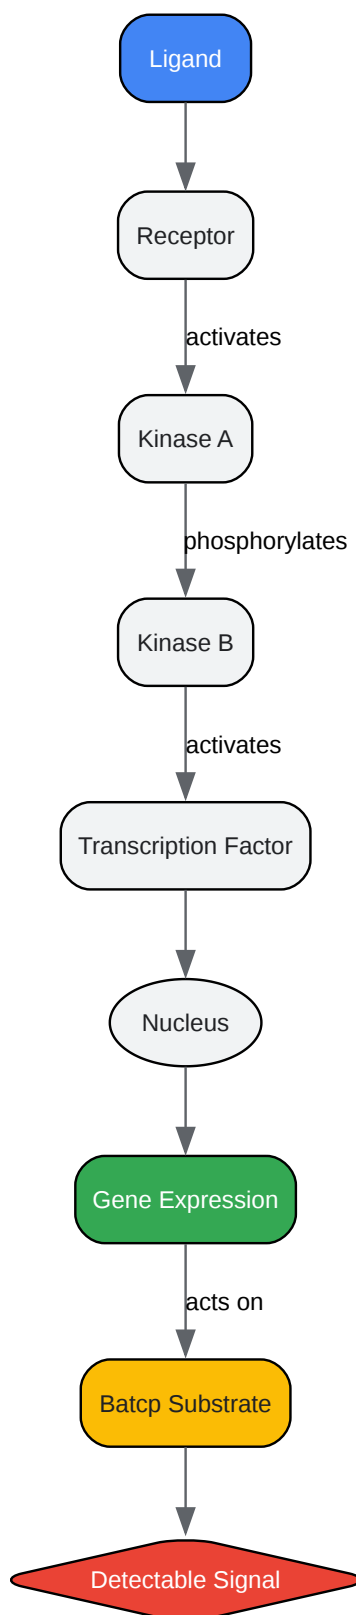 Ligand
Receptor
activates
Kinase A
phosphorylates
Kinase B
activates
Transcription Factor
Nucleus
Gene Expression
acts on
Batcp Substrate
Detectable Signal